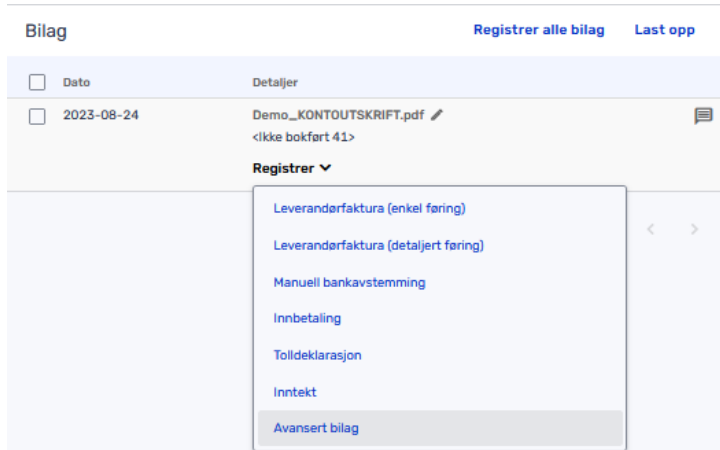 Bilag
Registrer alle bilag
Last opp
Dato
Detaljer
2023-08-24
Demo_KONTOUTSKRIFT.pdf
<Ikke bokført 41>
Registrer
Leverandørfaktura (enkel føring)
Leverandørfaktura (detaljert føring)
Manuell bankavstemming
Innbetaling
Tolldeklarasjon
Inntekt
Avansert bilag